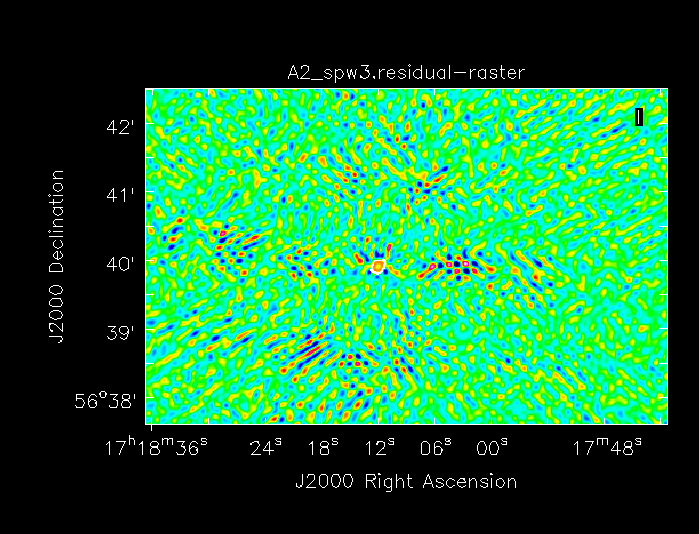 A2_spw3.residual-raster
42'
41'
40'
39'
56°38'
J2000 Declination
17ʰ18ᵐ36ˢ 24ˢ 18ˢ 12ˢ 06ˢ 00ˢ 17ᵐ48ˢ
J2000 Right Ascension